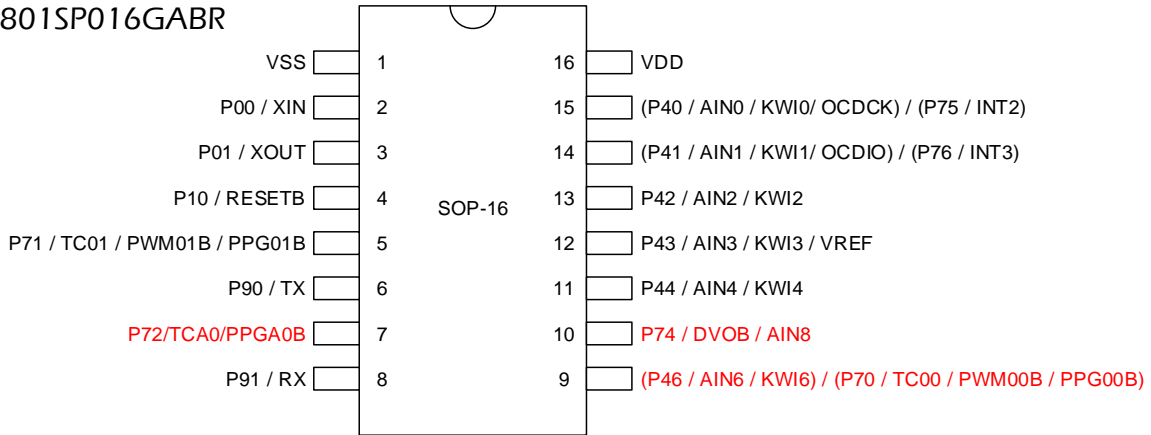 801SP016GABR
VSS 1 16 VDD
P00 / XIN 2 15 (P40 / AIN0 / KWI0/ OCDCK) / (P75 / INT2)
P01 / XOUT 3 14 (P41 / AIN1 / KWI1/ OCDIO) / (P76 / INT3)
P10 / RESETB 4 13 P42 / AIN2 / KWI2
SOP-16
P71 / TC01 / PWM01B / PPG01B 5 12 P43 / AIN3 / KWI3 / VREF
P90 / TX 6 11 P44 / AIN4 / KWI4
P72/TCA0/PPGA0B 7 10 P74 / DVOB / AIN8
P91 / RX 8 9 (P46 / AIN6 / KWI6) / (P70 / TC00 / PWM00B / PPG00B)